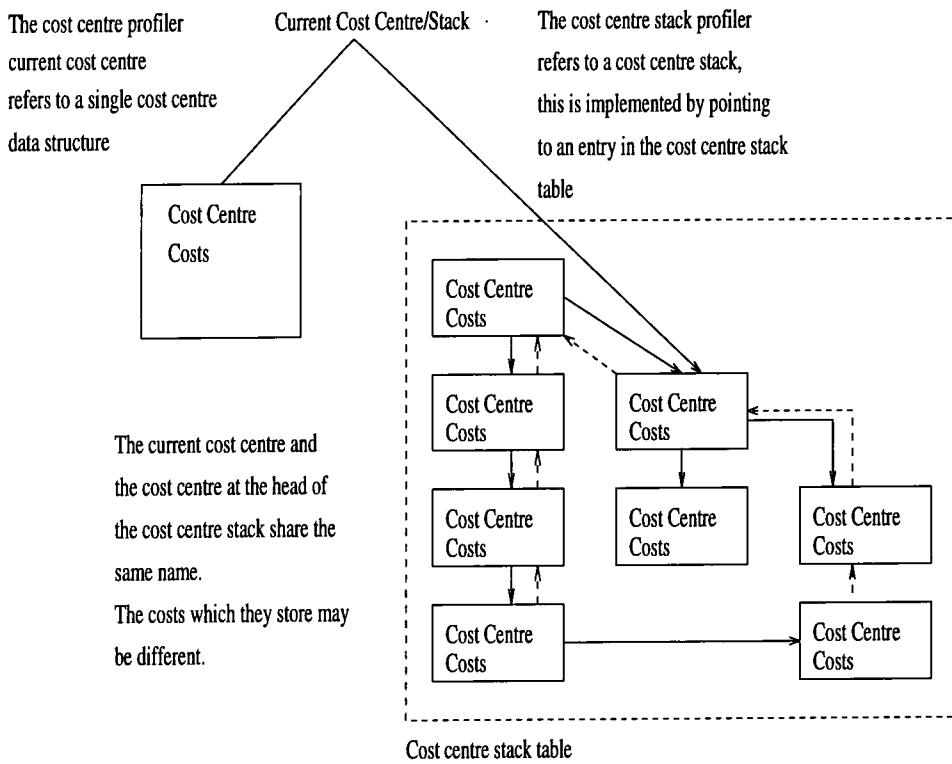 The cost centre profiler
current cost centre
refers to a single cost centre
data structure
Current Cost Centre/Stack
The cost centre stack profiler
refers to a cost centre stack,
this is implemented by pointing
to an entry in the cost centre stack
table
Cost Centre
Costs
Cost Centre
Costs
Cost Centre
Costs
Cost Centre
Costs
Cost Centre
Costs
Cost Centre
Costs
Cost Centre
Costs
Cost Centre
Costs
Cost Centre
Costs
The current cost centre and
the cost centre at the head of
the cost centre stack share the
same name.
The costs which they store may
be different.
Cost centre stack table